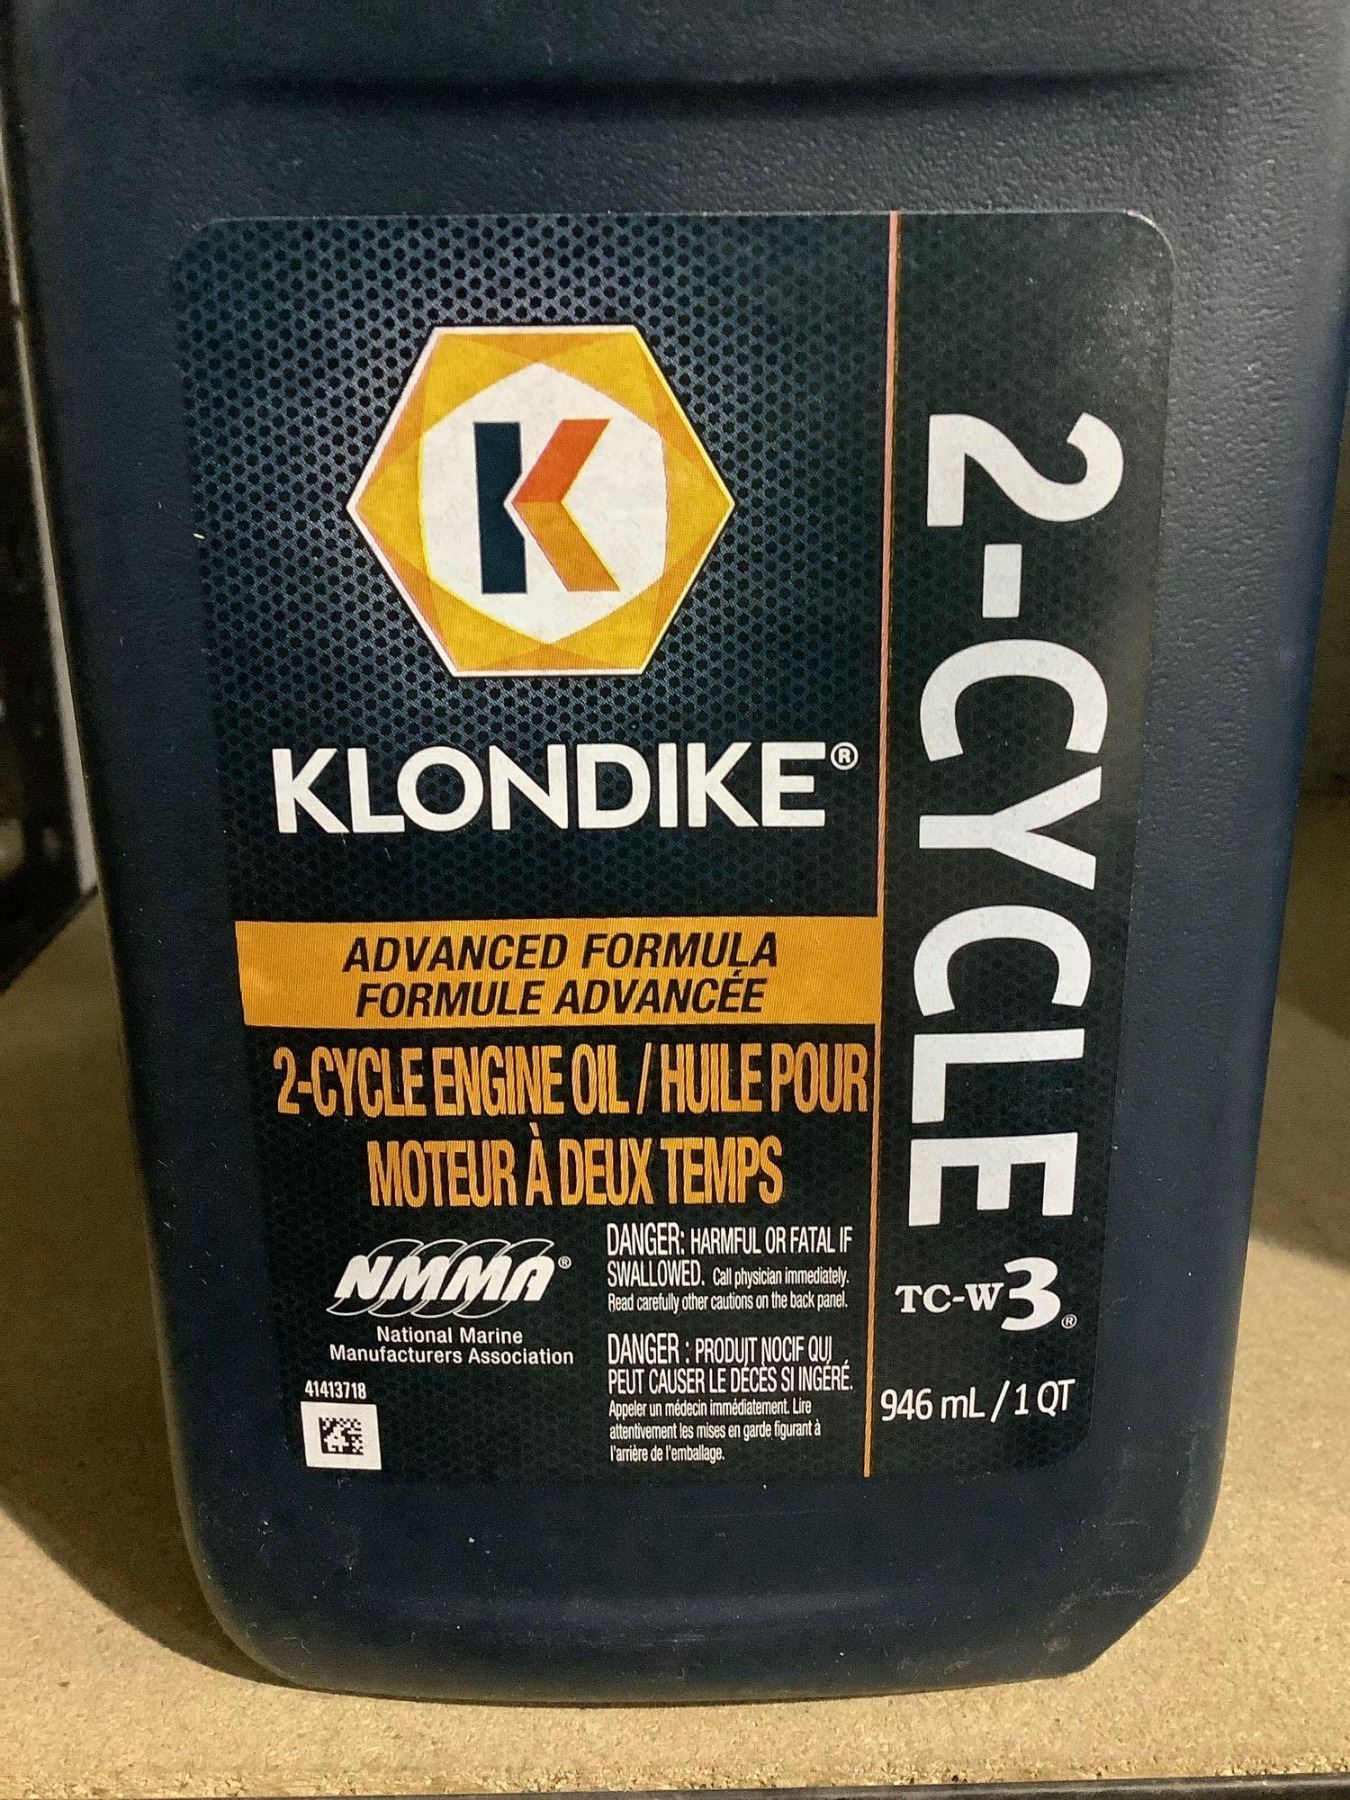 K
KLONDIKE®
ADVANCED FORMULA
FORMULE ADVANCÉE
2-CYCLE ENGINE OIL / HUILE POUR
MOTEUR À DEUX TEMPS
NMMA®
National Marine
Manufacturers Association
41413718
DANGER: HARMFUL OR FATAL IF
SWALLOWED. Call physician immediately.
Read carefully other cautions on the back panel.
DANGER : PRODUIT NOCIF QUI
PEUT CAUSER LE DÉCÈS SI INGÉRÉ.
Appeler un médecin immédiatement. Lire
attentivement les mises en garde figurant à
l'arrière de l'emballage.
2-CYCLE
TC-W3®
946 mL / 1 QT